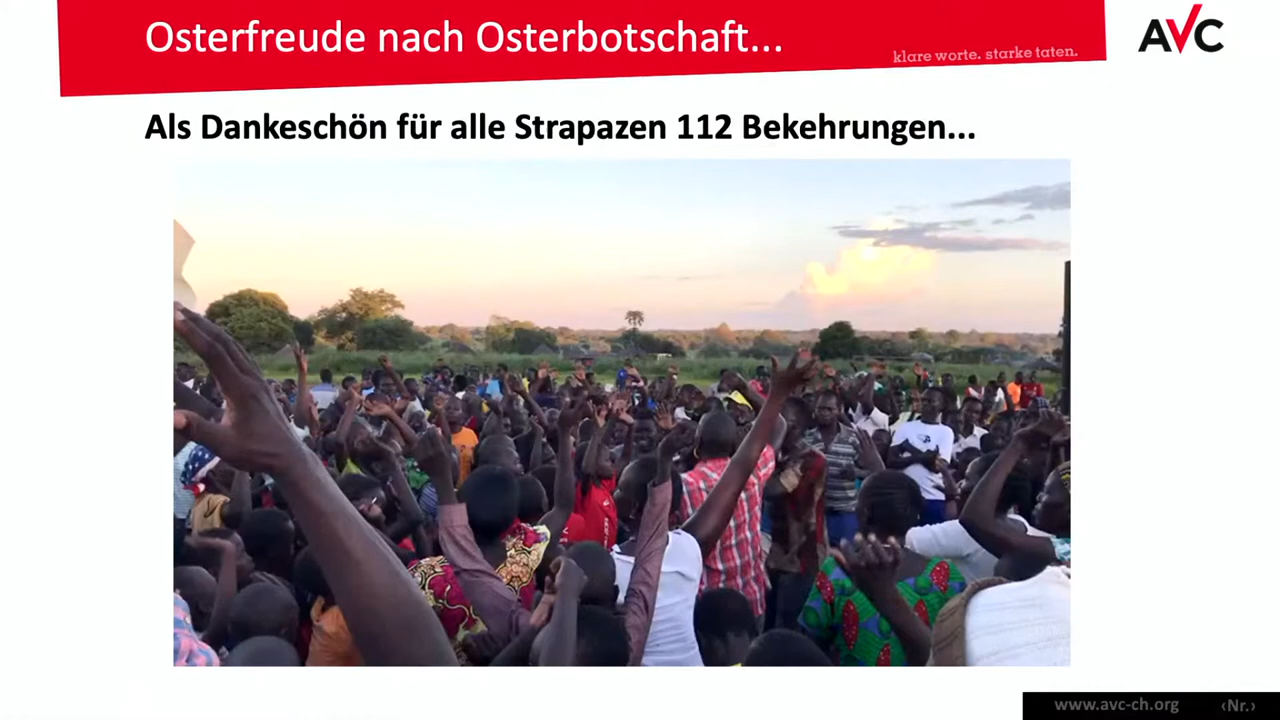 Osterfreude nach Osterbotschaft...
klare worte. starke taten.
AVC
Als Dankeschön für alle Strapazen 112 Bekehrungen...
www.avc-ch.org ‹Nr.›